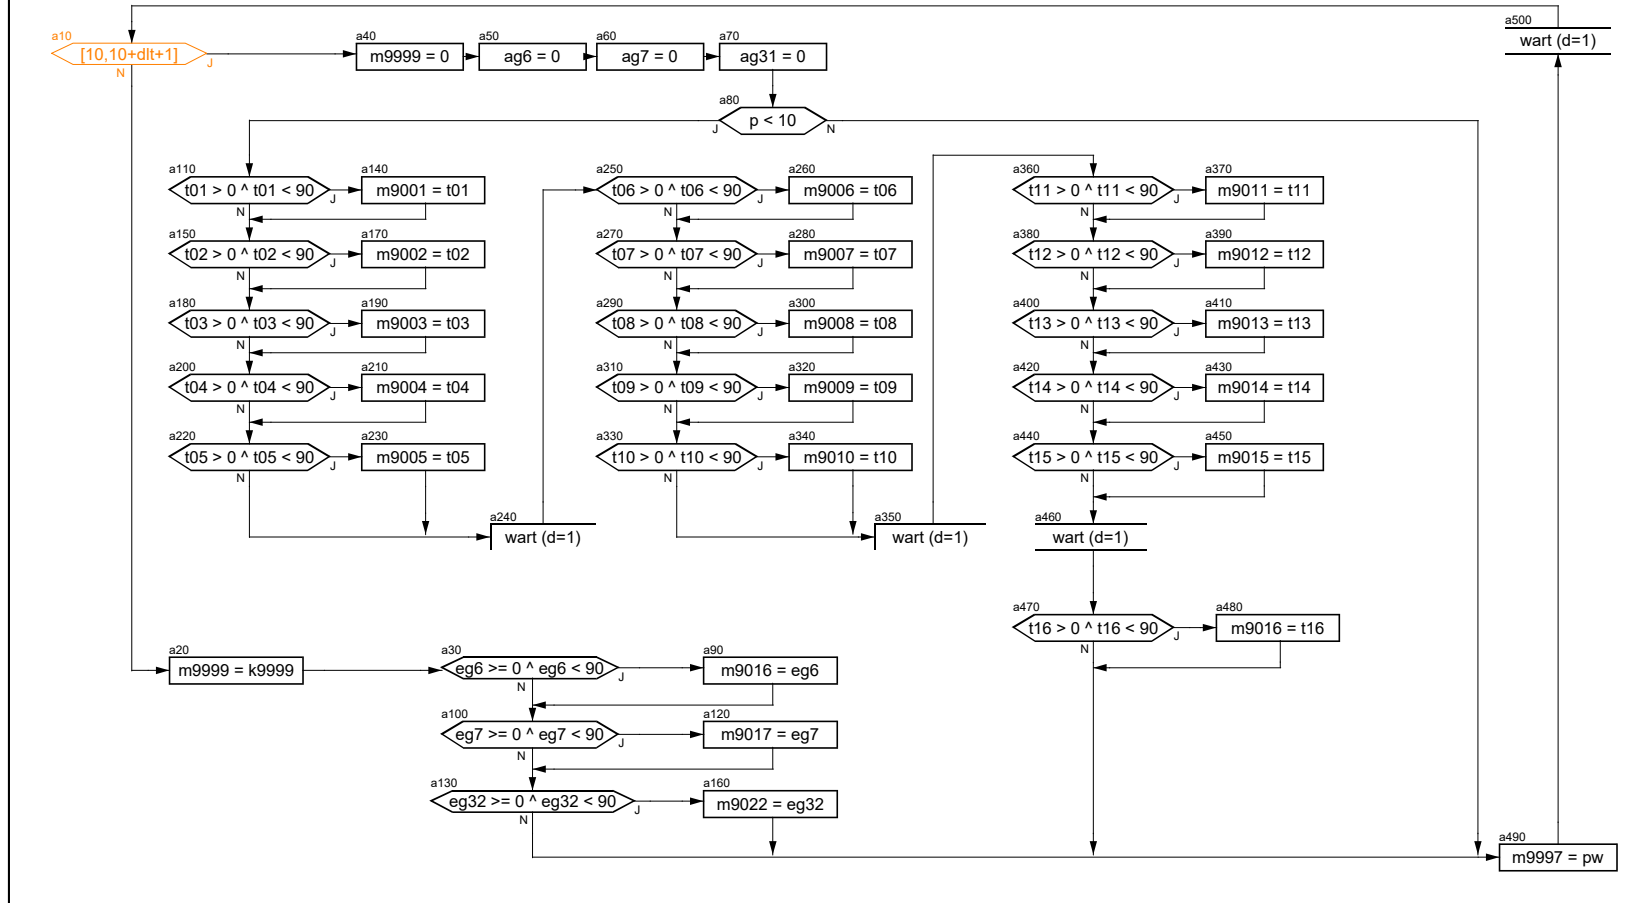 a500
wart (d=1)
a10
[10,10+dlt+1]
J
N
a40
m9999 = 0
a50
ag6 = 0
a60
ag7 = 0
a70
ag31 = 0
a80
p < 10
J
N
a110
t01 > 0 ^ t01 < 90
J
N
a140
m9001 = t01
a150
t02 > 0 ^ t02 < 90
J
N
a170
m9002 = t02
a180
t03 > 0 ^ t03 < 90
J
N
a190
m9003 = t03
a200
t04 > 0 ^ t04 < 90
J
N
a210
m9004 = t04
a220
t05 > 0 ^ t05 < 90
J
N
a230
m9005 = t05
a240
wart (d=1)
a250
t06 > 0 ^ t06 < 90
J
N
a260
m9006 = t06
a270
t07 > 0 ^ t07 < 90
J
N
a280
m9007 = t07
a290
t08 > 0 ^ t08 < 90
J
N
a300
m9008 = t08
a310
t09 > 0 ^ t09 < 90
J
N
a320
m9009 = t09
a330
t10 > 0 ^ t10 < 90
J
N
a340
m9010 = t10
a350
wart (d=1)
a360
t11 > 0 ^ t11 < 90
J
N
a370
m9011 = t11
a380
t12 > 0 ^ t12 < 90
J
N
a390
m9012 = t12
a400
t13 > 0 ^ t13 < 90
J
N
a410
m9013 = t13
a420
t14 > 0 ^ t14 < 90
J
N
a430
m9014 = t14
a440
t15 > 0 ^ t15 < 90
J
N
a450
m9015 = t15
a460
wart (d=1)
a470
t16 > 0 ^ t16 < 90
J
N
a480
m9016 = t16
a20
m9999 = k9999
a30
eg6 >= 0 ^ eg6 < 90
J
N
a90
m9016 = eg6
a100
eg7 >= 0 ^ eg7 < 90
J
N
a120
m9017 = eg7
a130
eg32 >= 0 ^ eg32 < 90
J
N
a160
m9022 = eg32
a490
m9997 = pw